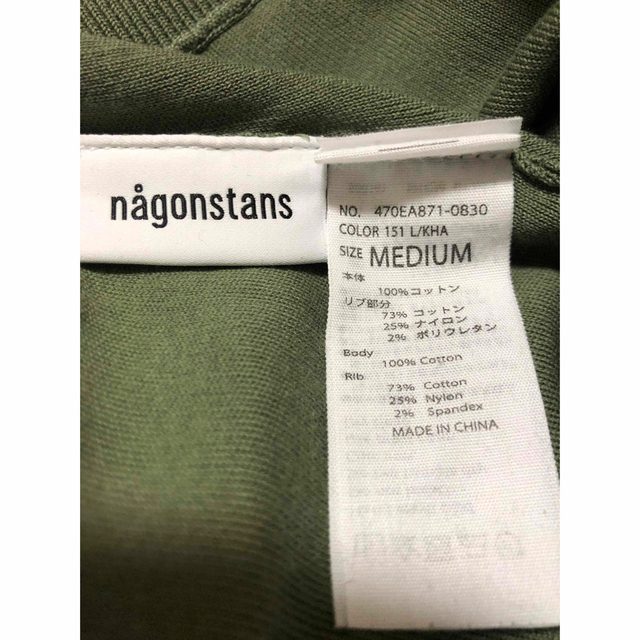 någonstans
NO. 470EA871-0830
COLOR 151 L/KHA
SIZE MEDIUM
本体
100% コットン
リブ部分
73% コットン
25% ナイロン
2% ポリウレタン
Body
100% Cotton
Rib
73% Cotton
25% Nylon
2% Spandex
MADE IN CHINA